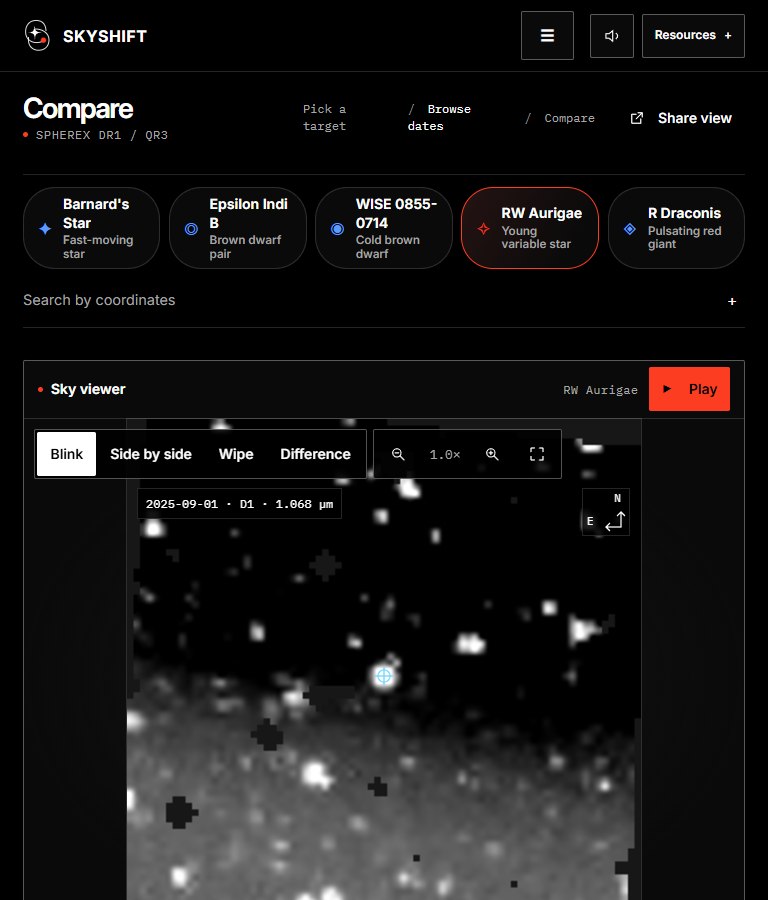 SKYSHIFT
☰
Resources +
Compare
SPHEREX DR1 / QR3
Pick a
target
/ Browse
dates
/ Compare
Share view
Barnard's
Star
Fast-moving
star
Epsilon Indi
B
Brown dwarf
pair
WISE 0855-
0714
Cold brown
dwarf
RW Aurigae
Young
variable star
R Draconis
Pulsating red
giant
Search by coordinates +
Sky viewer
RW Aurigae
Play
Blink
Side by side
Wipe
Difference
1.0×
2025-09-01 · D1 · 1.068 µm
N
E